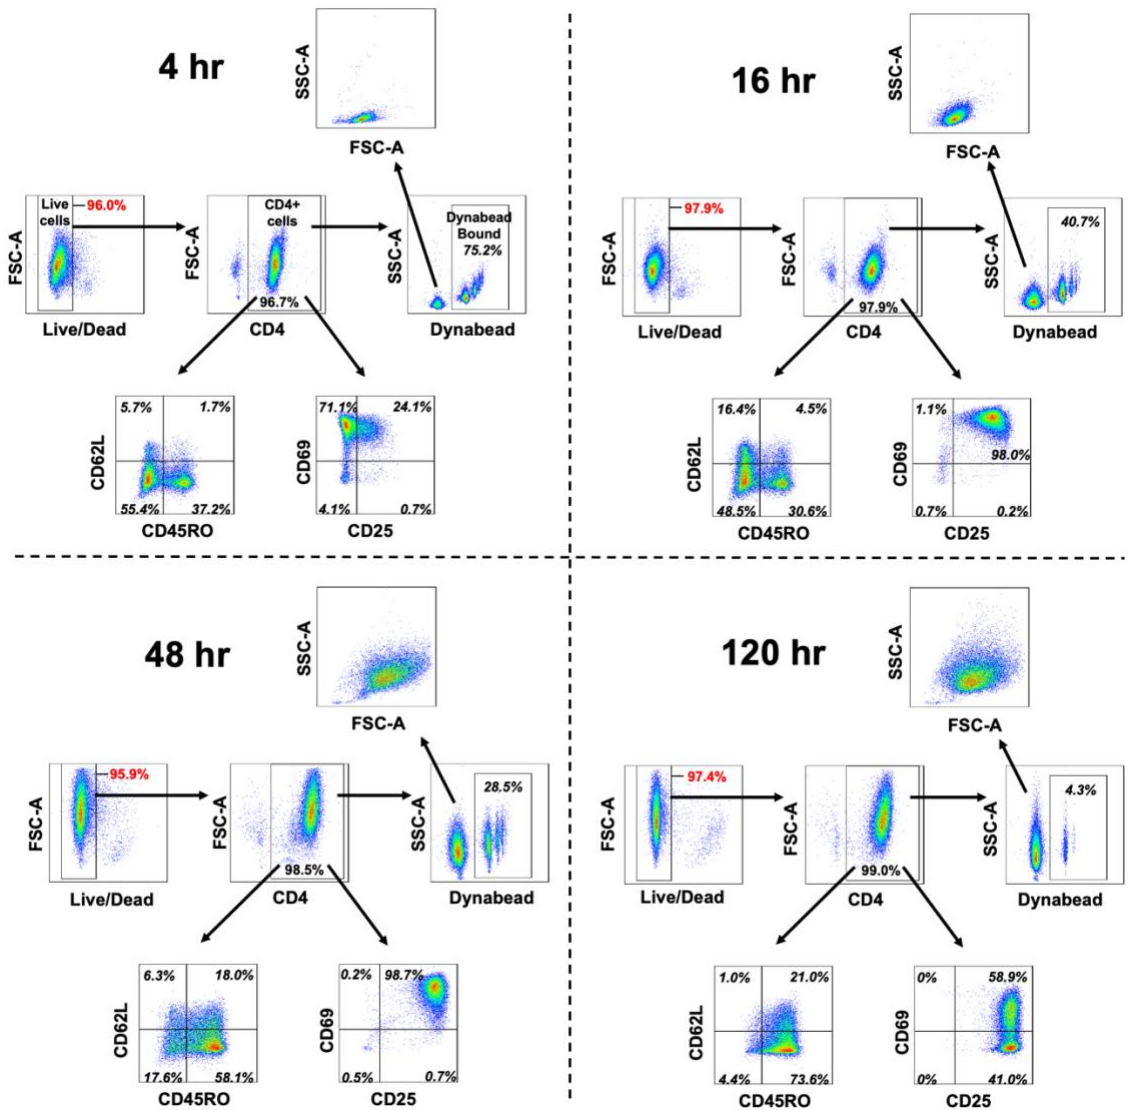 4 hr
SSC-A
FSC-A
FSC-A
Live
cells
96.0%
Live/Dead
FSC-A
CD4+
cells
96.7%
CD4
SSC-A
Dynabead
Bound
75.2%
Dynabead
CD62L
5.7%
1.7%
55.4%
37.2%
CD45RO
CD69
71.1%
24.1%
4.1%
0.7%
CD25
16 hr
SSC-A
FSC-A
FSC-A
97.9%
Live/Dead
FSC-A
97.9%
CD4
SSC-A
40.7%
Dynabead
CD62L
16.4%
4.5%
48.5%
30.6%
CD45RO
CD69
1.1%
98.0%
0.7%
0.2%
CD25
48 hr
SSC-A
FSC-A
FSC-A
95.9%
Live/Dead
FSC-A
98.5%
CD4
SSC-A
28.5%
Dynabead
CD62L
6.3%
18.0%
17.6%
58.1%
CD45RO
CD69
0.2%
98.7%
0.5%
0.7%
CD25
120 hr
SSC-A
FSC-A
FSC-A
97.4%
Live/Dead
FSC-A
99.0%
CD4
SSC-A
4.3%
Dynabead
CD62L
1.0%
21.0%
4.4%
73.6%
CD45RO
CD69
0%
58.9%
0%
41.0%
CD25